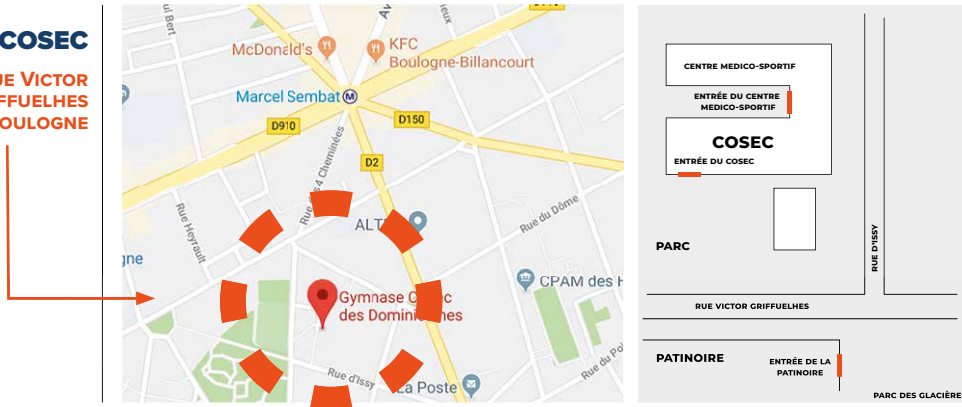 COSEC
UE VICTOR
FFUELHES
OULOGNE
ul Bert
Av
McDonald's
KFC
Boulogne-Billancourt
Marcel Sembat
M
D910
D150
D2
Rue Heyrault
ALT
Rue du Dôme
gne
CPAM des H
Gymnase C
des Domini
Rue d'Issy
La Poste
Rue du Po
CENTRE MEDICO-SPORTIF
ENTRÉE DU CENTRE
MEDICO-SPORTIF
COSEC
ENTRÉE DU COSEC
PARC
RUE D'ISSY
RUE VICTOR GRIFFUELHES
PATINOIRE
ENTRÉE DE LA
PATINOIRE
PARC DES GLACIÈRE